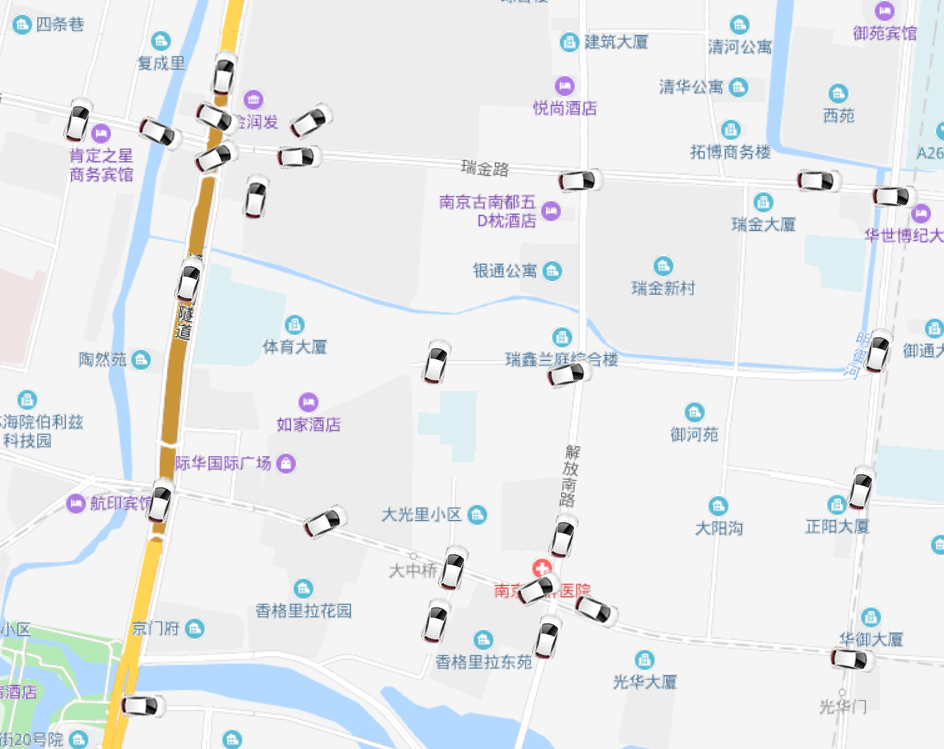 四条巷
复成里
建筑大厦
清河公寓
御苑宾馆
悦尚酒店
清华公寓
西苑
金润发
拓博商务楼
A26
肯定之星
商务宾馆
瑞金路
南京古南都五
D枕酒店
瑞金大厦
华世博纪大
银通公寓
瑞金新村
隧道
体育大厦
陶然苑
瑞鑫兰庭综合楼
明御河
御通大
海院伯利兹
科技园
如家酒店
御河苑
解放南路
际华国际广场
航印宾馆
大光里小区
大阳沟
正阳大厦
大中桥
南京
医院
香格里拉花园
小区
京门府
香格里拉东苑
华御大厦
光华大厦
酒店
光华门
街20号院